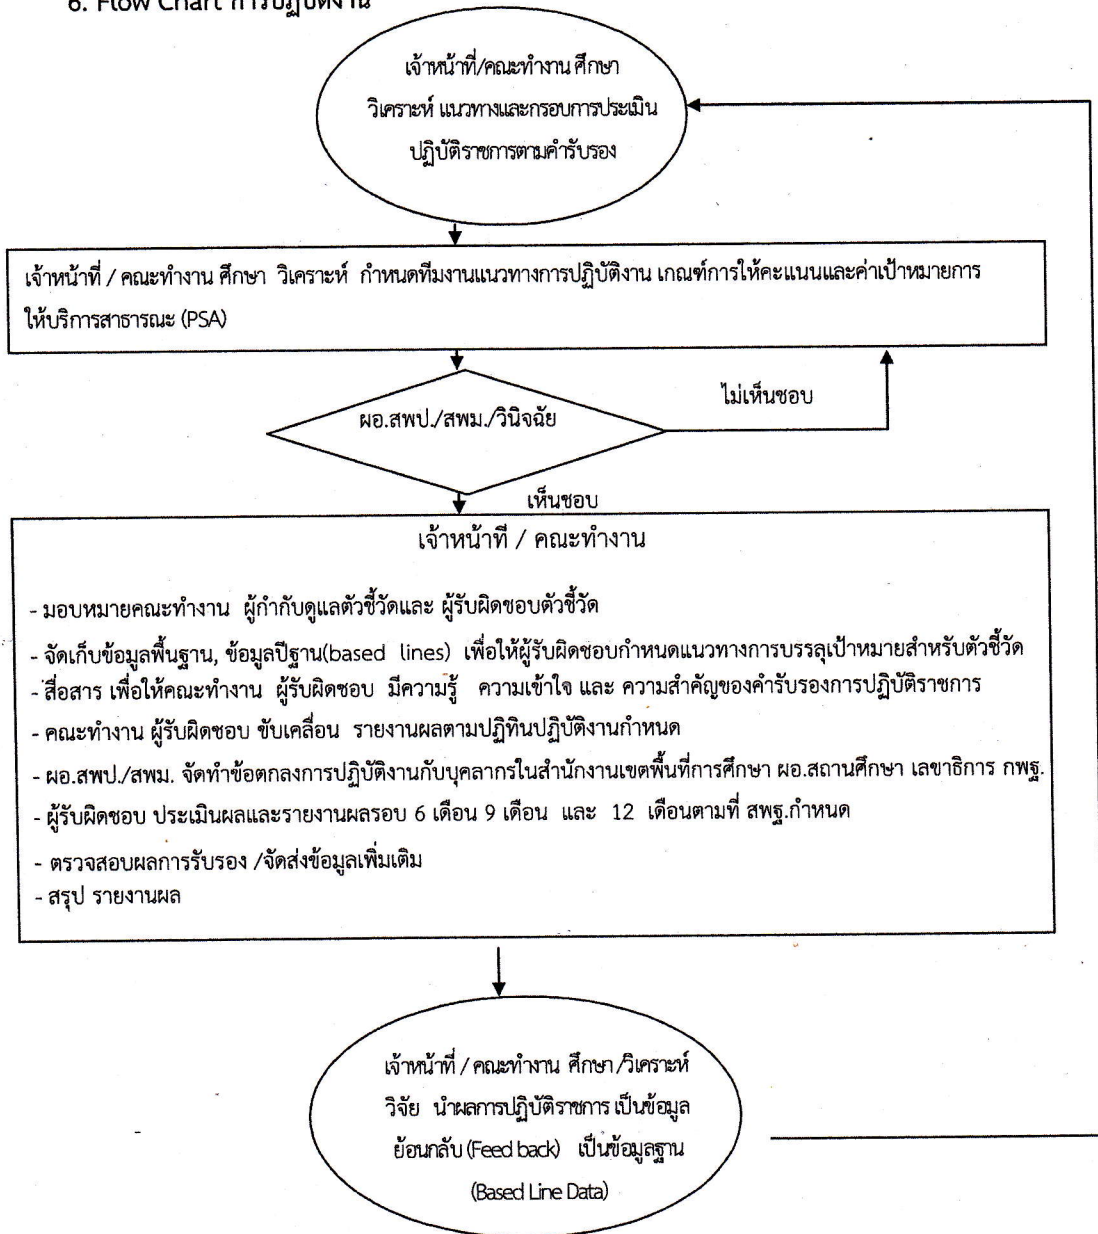 6. Flow Chart การปฏิบัติงาน
เจ้าหน้าที่/คณะทำงาน ศึกษา
วิเคราะห์ แนวทางและกรอบการประเมิน
ปฏิบัติราชการตามคำรับรอง
เจ้าหน้าที่ / คณะทำงาน ศึกษา วิเคราะห์ กำหนดทีมงานแนวทางการปฏิบัติงาน เกณฑ์การให้คะแนนและค่าเป้าหมายการ
ให้บริการสาธารณะ (PSA)
ไม่เห็นชอบ
ผอ.สพป./สพม./วินิจฉัย
เห็นชอบ
เจ้าหน้าที่ / คณะทำงาน
- มอบหมายคณะทำงาน ผู้กำกับดูแลตัวชี้วัดและ ผู้รับผิดชอบตัวชี้วัด
- จัดเก็บข้อมูลพื้นฐาน, ข้อมูลปีฐาน(based lines) เพื่อให้ผู้รับผิดชอบกำหนดแนวทางการบรรลุเป้าหมายสำหรับตัวชี้วัด
- สื่อสาร เพื่อให้คณะทำงาน ผู้รับผิดชอบ มีความรู้ ความเข้าใจ และ ความสำคัญของคำรับรองการปฏิบัติราชการ
- คณะทำงาน ผู้รับผิดชอบ ขับเคลื่อน รายงานผลตามปฏิทินปฏิบัติงานกำหนด
- ผอ.สพป./สพม. จัดทำข้อตกลงการปฏิบัติงานกับบุคลากรในสำนักงานเขตพื้นที่การศึกษา ผอ.สถานศึกษา เลขาธิการ กพฐ.
- ผู้รับผิดชอบ ประเมินผลและรายงานผลรอบ 6 เดือน 9 เดือน และ 12 เดือนตามที่ สพฐ.กำหนด
- ตรวจสอบผลการรับรอง /จัดส่งข้อมูลเพิ่มเติม
- สรุป รายงานผล
เจ้าหน้าที่ / คณะทำงาน ศึกษา /วิเคราะห์
วิจัย นำผลการปฏิบัติราชการ เป็นข้อมูล
ย้อนกลับ (Feed back) เป็นข้อมูลฐาน
(Based Line Data)